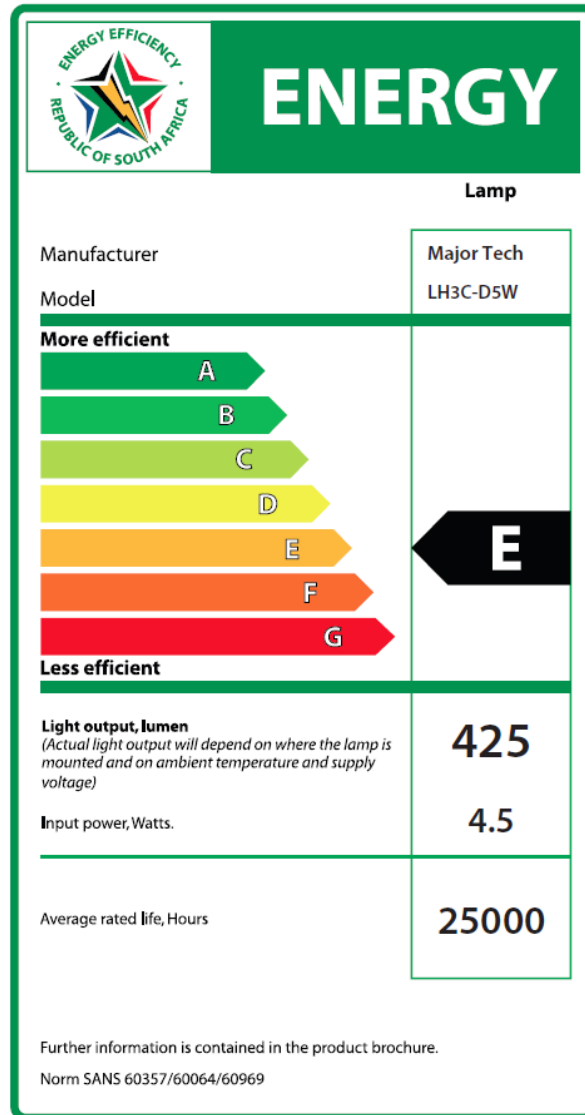 ENERGY EFFICIENCY
REPUBLIC OF SOUTH AFRICA
ENERGY
Lamp
Manufacturer
Major Tech
Model
LH3C-D5W
More efficient
A
B
C
D
E
E
F
G
Less efficient
Light output, lumen
(Actual light output will depend on where the lamp is
mounted and on ambient temperature and supply
voltage)
425
Input power, Watts.
4.5
Average rated life, Hours
25000
Further information is contained in the product brochure.
Norm SANS 60357/60064/60969